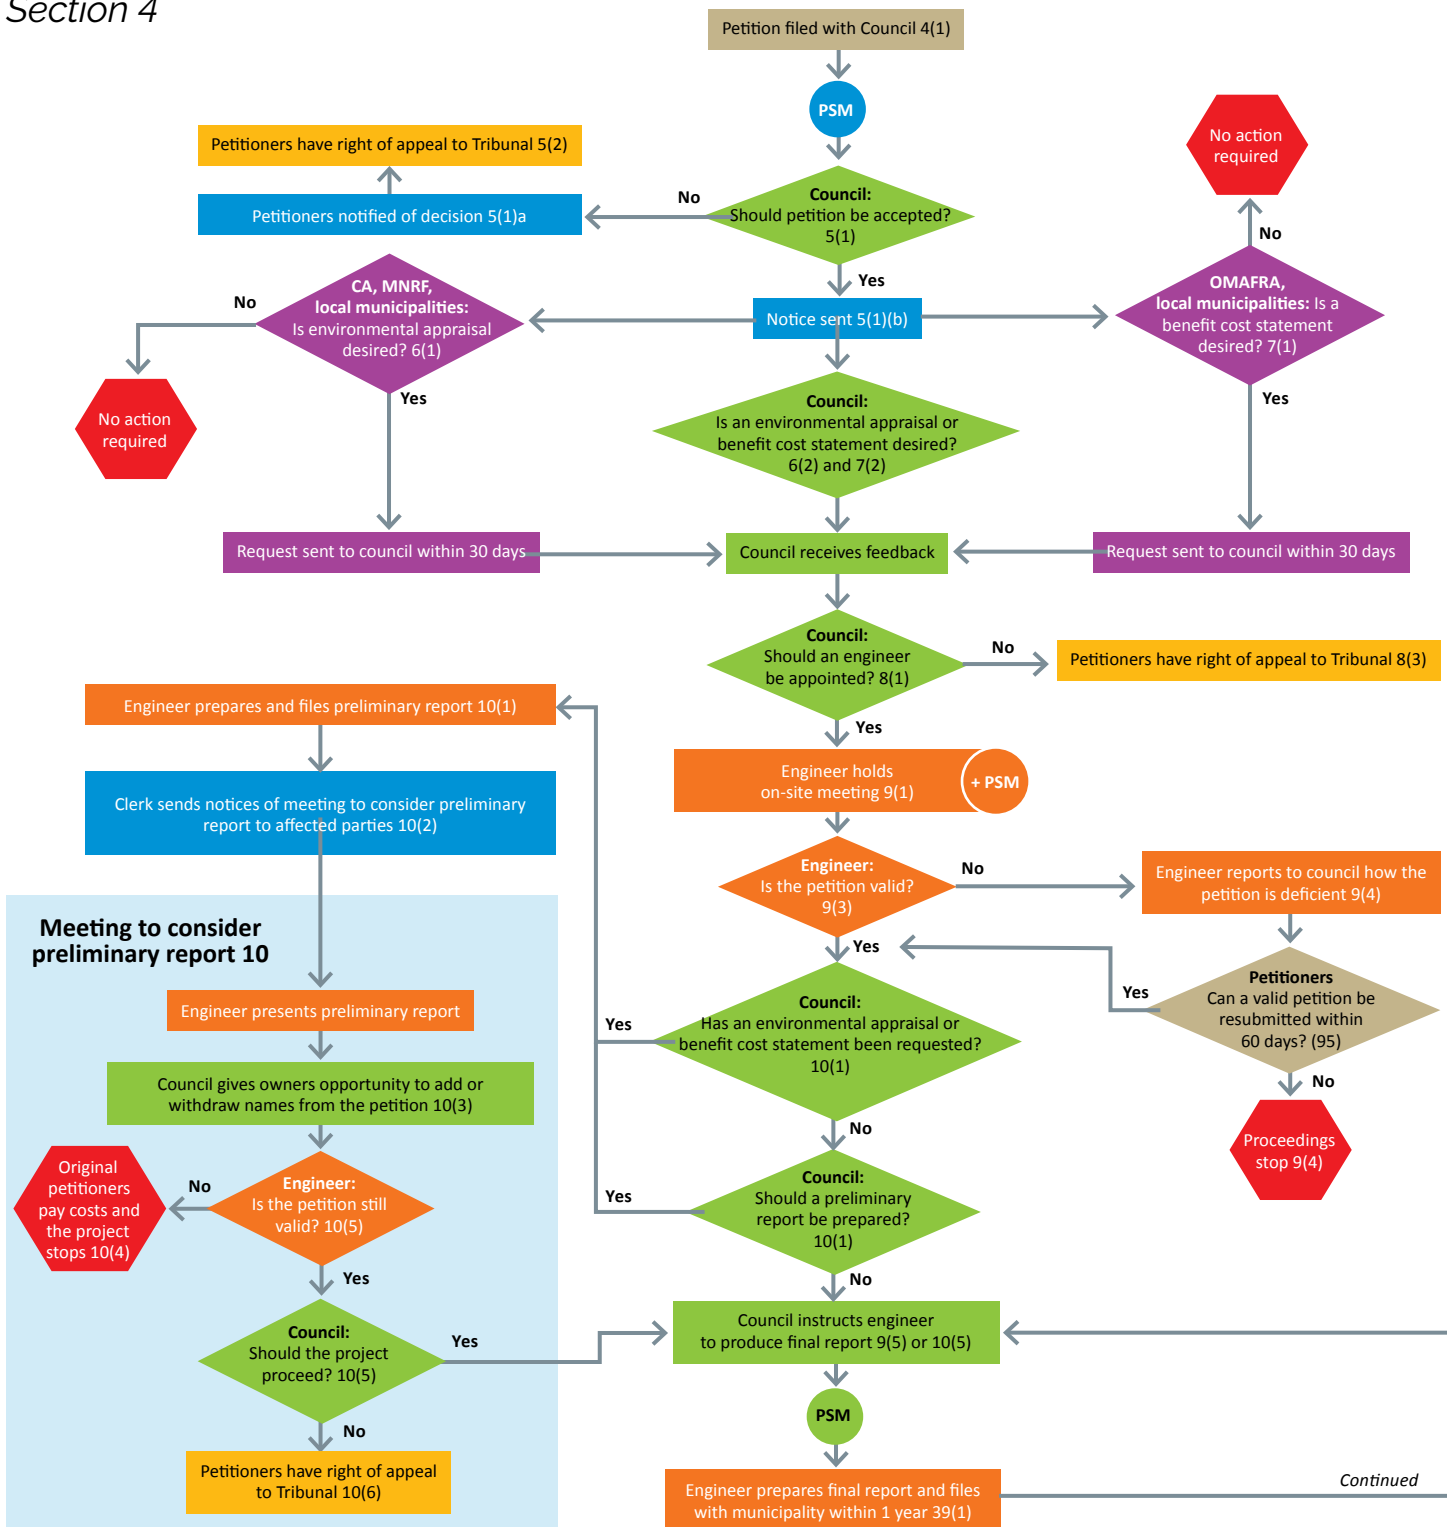 Section 4
Petition filed with Council 4(1)
PSM
No action
required
Petitioners have right of appeal to Tribunal 5(2)
Council:
Should petition be accepted?
5(1)
No
Petitioners notified of decision 5(1)a
No
Yes
CA, MNRF,
local municipalities:
Is environmental appraisal
desired? 6(1)
No
Notice sent 5(1)(b)
OMAFRA,
local municipalities: Is a
benefit cost statement
desired? 7(1)
No action
required
Yes
Council:
Is an environmental appraisal or
benefit cost statement desired?
6(2) and 7(2)
Yes
Request sent to council within 30 days
Council receives feedback
Request sent to council within 30 days
Council:
Should an engineer
be appointed? 8(1)
No
Petitioners have right of appeal to Tribunal 8(3)
Yes
Engineer prepares and files preliminary report 10(1)
Engineer holds
on-site meeting 9(1)
+ PSM
Clerk sends notices of meeting to consider preliminary
report to affected parties 10(2)
Engineer:
Is the petition valid?
9(3)
No
Engineer reports to council how the
petition is deficient 9(4)
Yes
Meeting to consider
preliminary report 10
Petitioners
Can a valid petition be
resubmitted within
60 days? (95)
Yes
No
Proceedings
stop 9(4)
Engineer presents preliminary report
Council:
Has an environmental appraisal or
benefit cost statement been requested?
10(1)
Yes
No
Council gives owners opportunity to add or
withdraw names from the petition 10(3)
Original
petitioners
pay costs and
the project
stops 10(4)
No
Engineer:
Is the petition still
valid? 10(5)
Yes
Yes
Council:
Should a preliminary
report be prepared?
10(1)
No
Council:
Should the project
proceed? 10(5)
Yes
Council instructs engineer
to produce final report 9(5) or 10(5)
No
PSM
Petitioners have right of appeal
to Tribunal 10(6)
Engineer prepares final report and files
with municipality within 1 year 39(1)
Continued